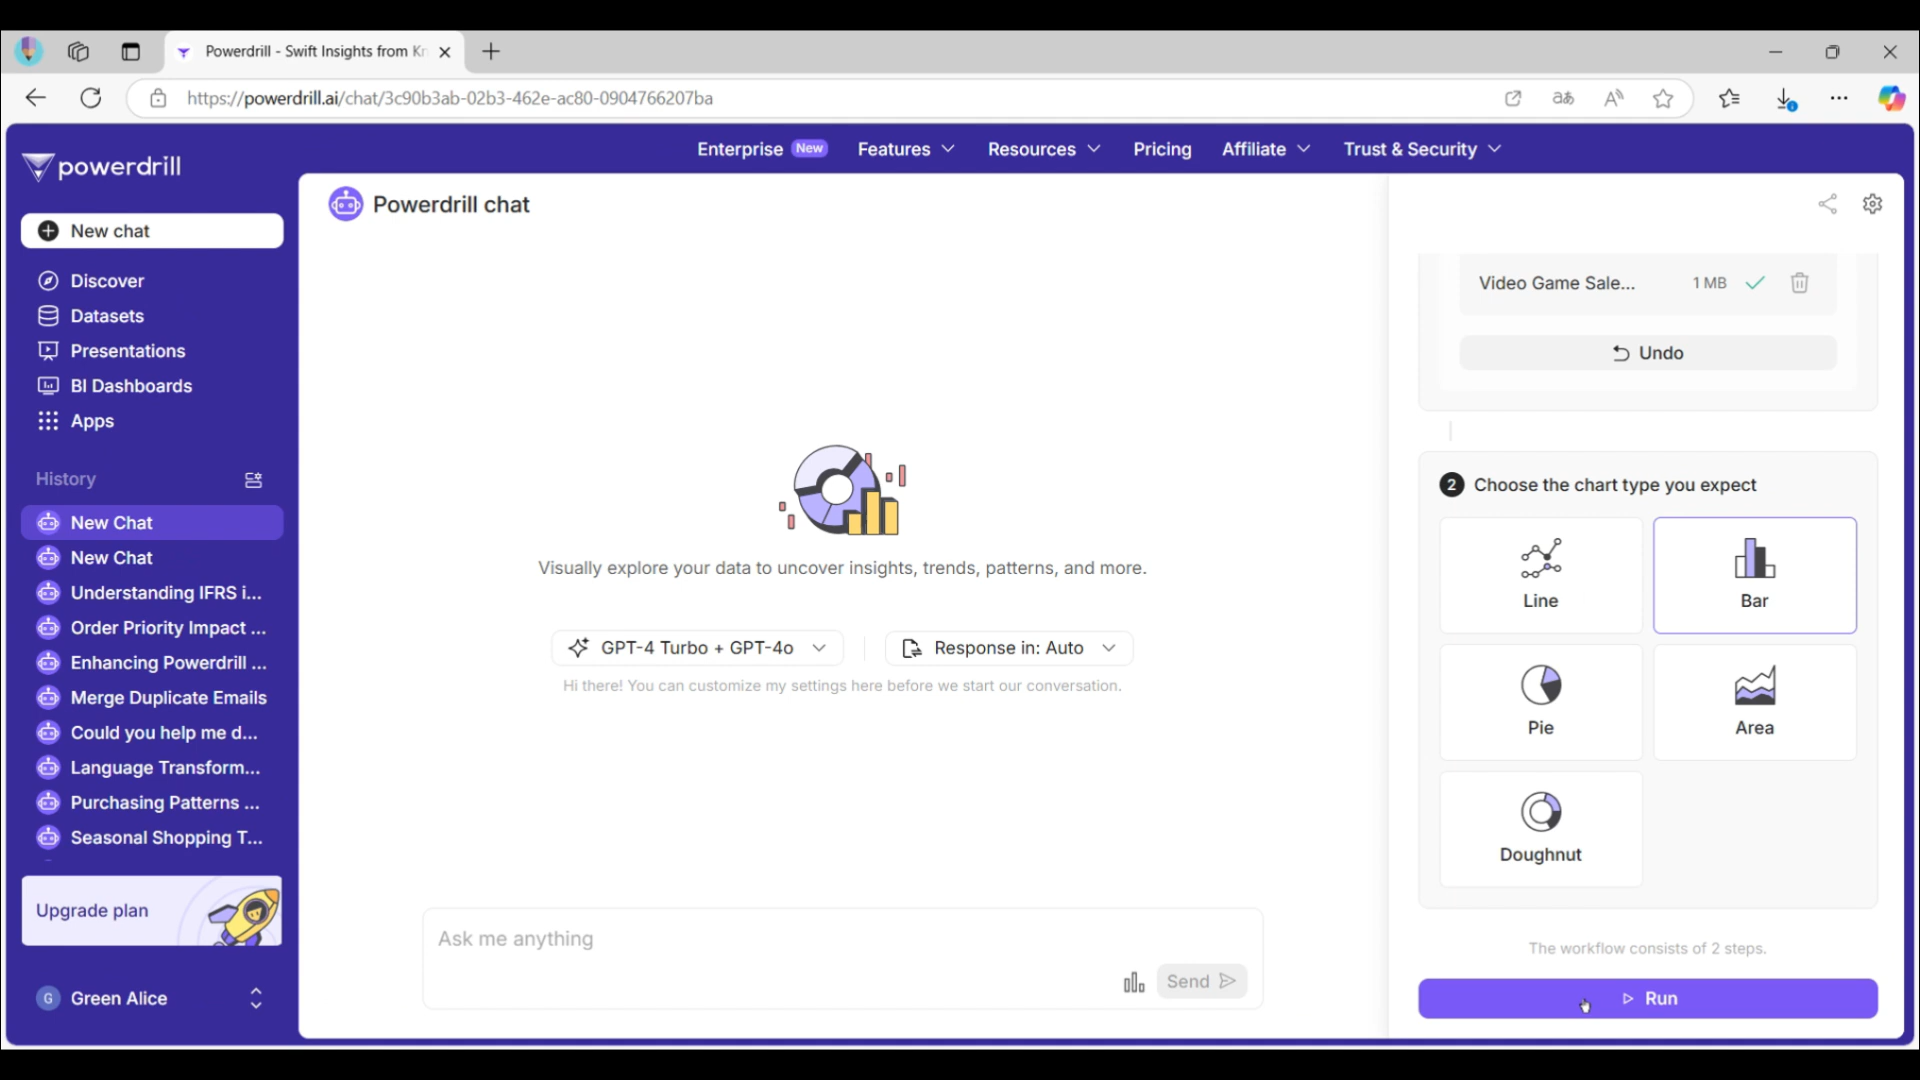 Powerdrill - Swift Insights from Kn
https://powerdrill.ai/chat/3c90b3ab-02b3-462e-ac80-0904766207ba
powerdrill
Enterprise New Features Resources Pricing Affiliate Trust & Security
New chat
Discover
Datasets
Presentations
BI Dashboards
Apps
History
New Chat
New Chat
Understanding IFRS i...
Order Priority Impact ...
Enhancing Powerdrill ...
Merge Duplicate Emails
Could you help me d...
Language Transform...
Purchasing Patterns ...
Seasonal Shopping T...
Upgrade plan
G Green Alice
Powerdrill chat
Visually explore your data to uncover insights, trends, patterns, and more.
GPT-4 Turbo + GPT-4o Response in: Auto
Hi there! You can customize my settings here before we start our conversation.
Ask me anything
Send
Video Game Sale... 1 MB
Undo
2 Choose the chart type you expect
Line Bar
Pie Area
Doughnut
The workflow consists of 2 steps.
Run